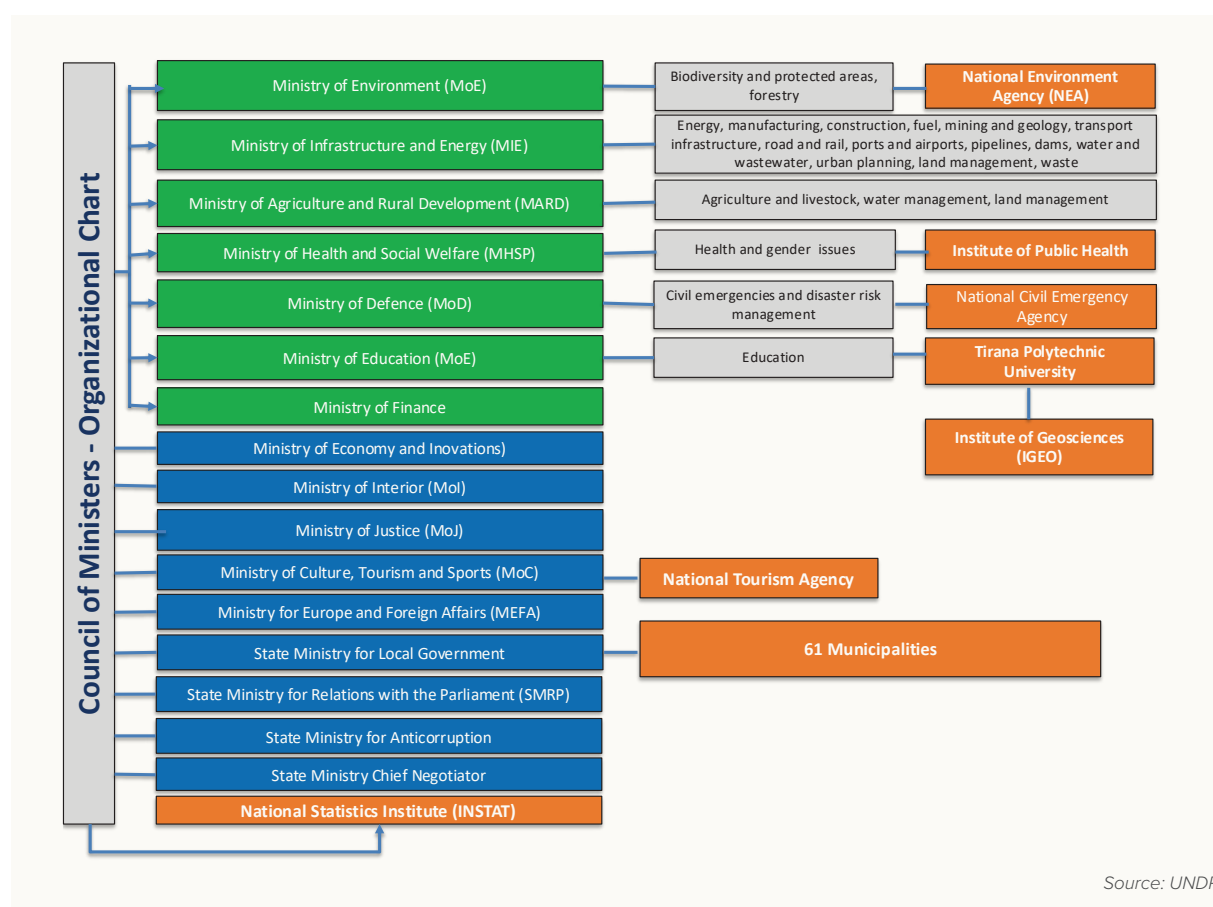 Council of Ministers - Organizational Chart
Ministry of Environment (MoE)
Biodiversity and protected areas,
forestry
National Environment
Agency (NEA)
Ministry of Infrastructure and Energy (MIE)
Energy, manufacturing, construction, fuel, mining and geology, transport
infrastructure, road and rail, ports and airports, pipelines, dams, water and
wastewater, urban planning, land management, waste
Ministry of Agriculture and Rural Development (MARD)
Agriculture and livestock, water management, land management
Ministry of Health and Social Welfare (MHSP)
Health and gender issues
Institute of Public Health
Ministry of Defence (MoD)
Civil emergencies and disaster risk
management
National Civil Emergency
Agency
Ministry of Education (MoE)
Education
Tirana Polytechnic
University
Ministry of Finance
Institute of Geosciences
(IGEO)
Ministry of Economy and Inovations)
Ministry of Interior (MoI)
Ministry of Justice (MoJ)
Ministry of Culture, Tourism and Sports (MoC)
National Tourism Agency
Ministry for Europe and Foreign Affairs (MEFA)
State Ministry for Local Government
61 Municipalities
State Ministry for Relations with the Parliament (SMRP)
State Ministry for Anticorruption
State Ministry Chief Negotiator
National Statistics Institute (INSTAT)
Source: